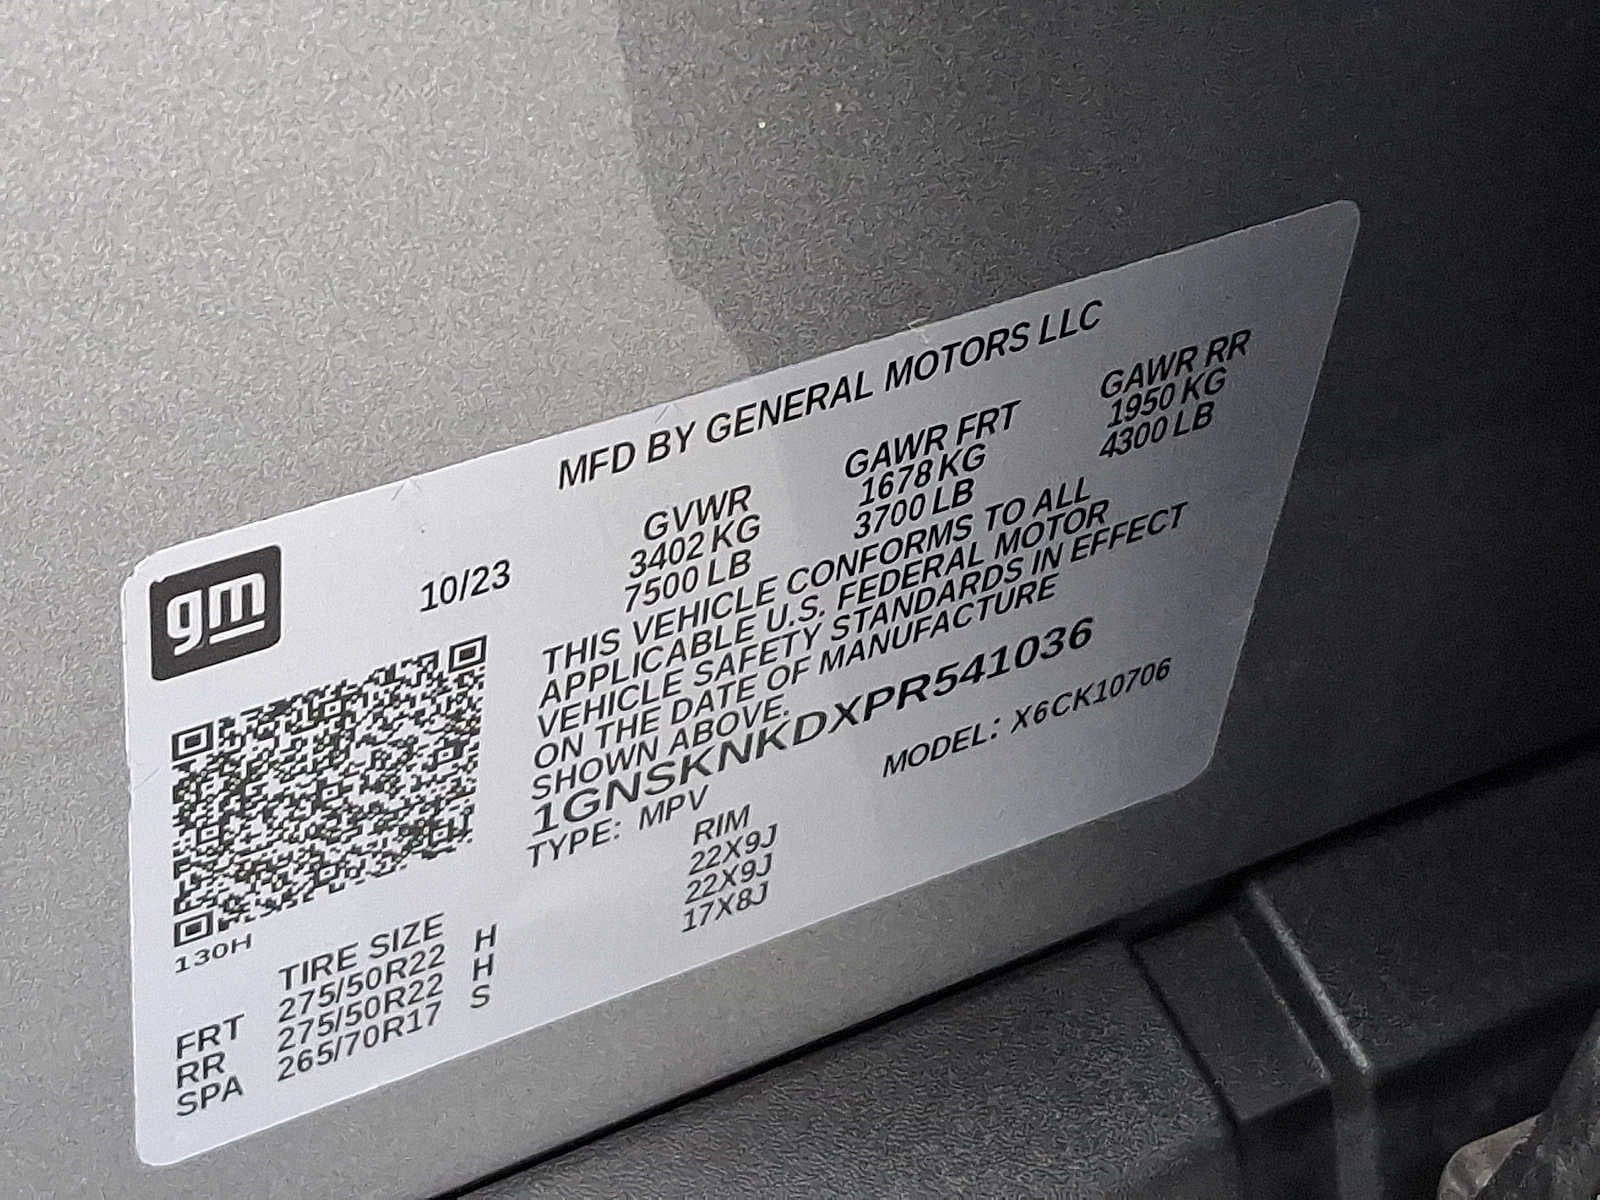 MFD BY GENERAL MOTORS LLC
gm
10/23
GVWR GAWR FRT GAWR RR
3402 KG 1678 KG 1950 KG
7500 LB 3700 LB 4300 LB
THIS VEHICLE CONFORMS TO ALL
APPLICABLE U.S. FEDERAL MOTOR
VEHICLE SAFETY STANDARDS IN EFFECT
ON THE DATE OF MANUFACTURE
SHOWN ABOVE.
1GNSKNKDXPR541036
TYPE: MPV MODEL: X6CK10706
130H
TIRE SIZE RIM
FRT 275/50R22 H 22X9J
RR 275/50R22 H 22X9J
SPA 265/70R17 S 17X8J